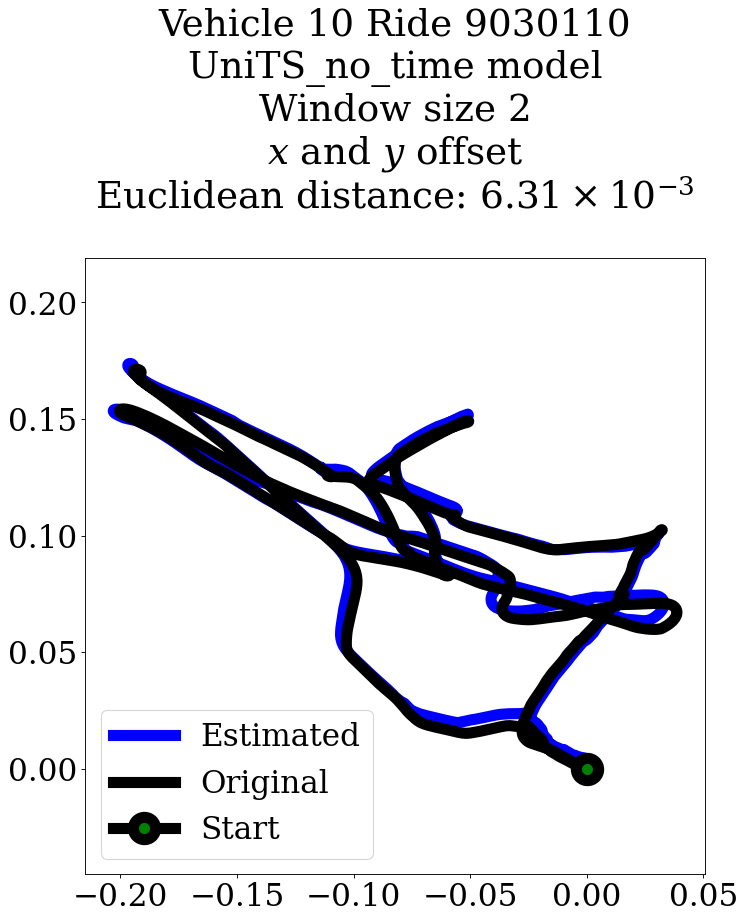 Vehicle 10 Ride 9030110
UniTS_no_time model
Window size 2
x and y offset
Euclidean distance: 6.31 × 10⁻³
0.20
0.15
0.10
0.05
0.00
Estimated
Original
Start
−0.20 −0.15 −0.10 −0.05 0.00 0.05